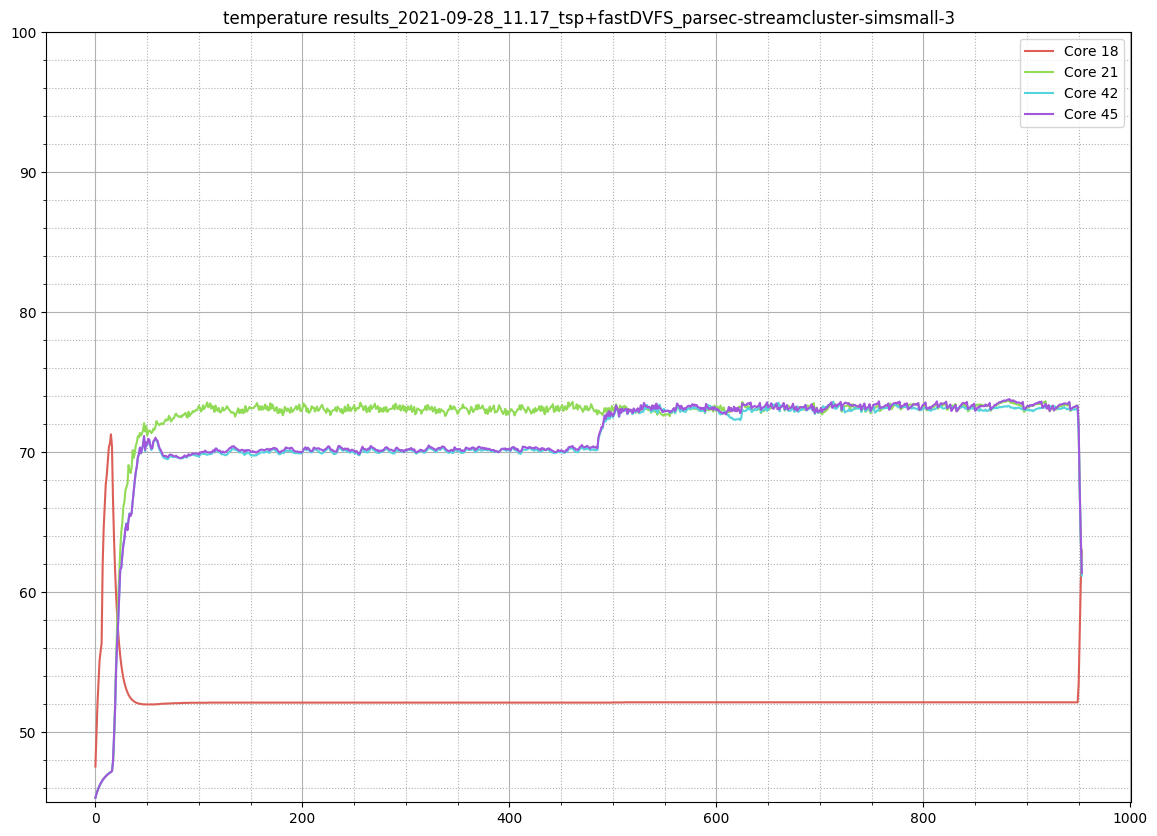 temperature results_2021-09-28_11.17_tsp+fastDVFS_parsec-streamcluster-simsmall-3
100
90
80
70
60
50
Core 18
Core 21
Core 42
Core 45
0
200
400
600
800
1000